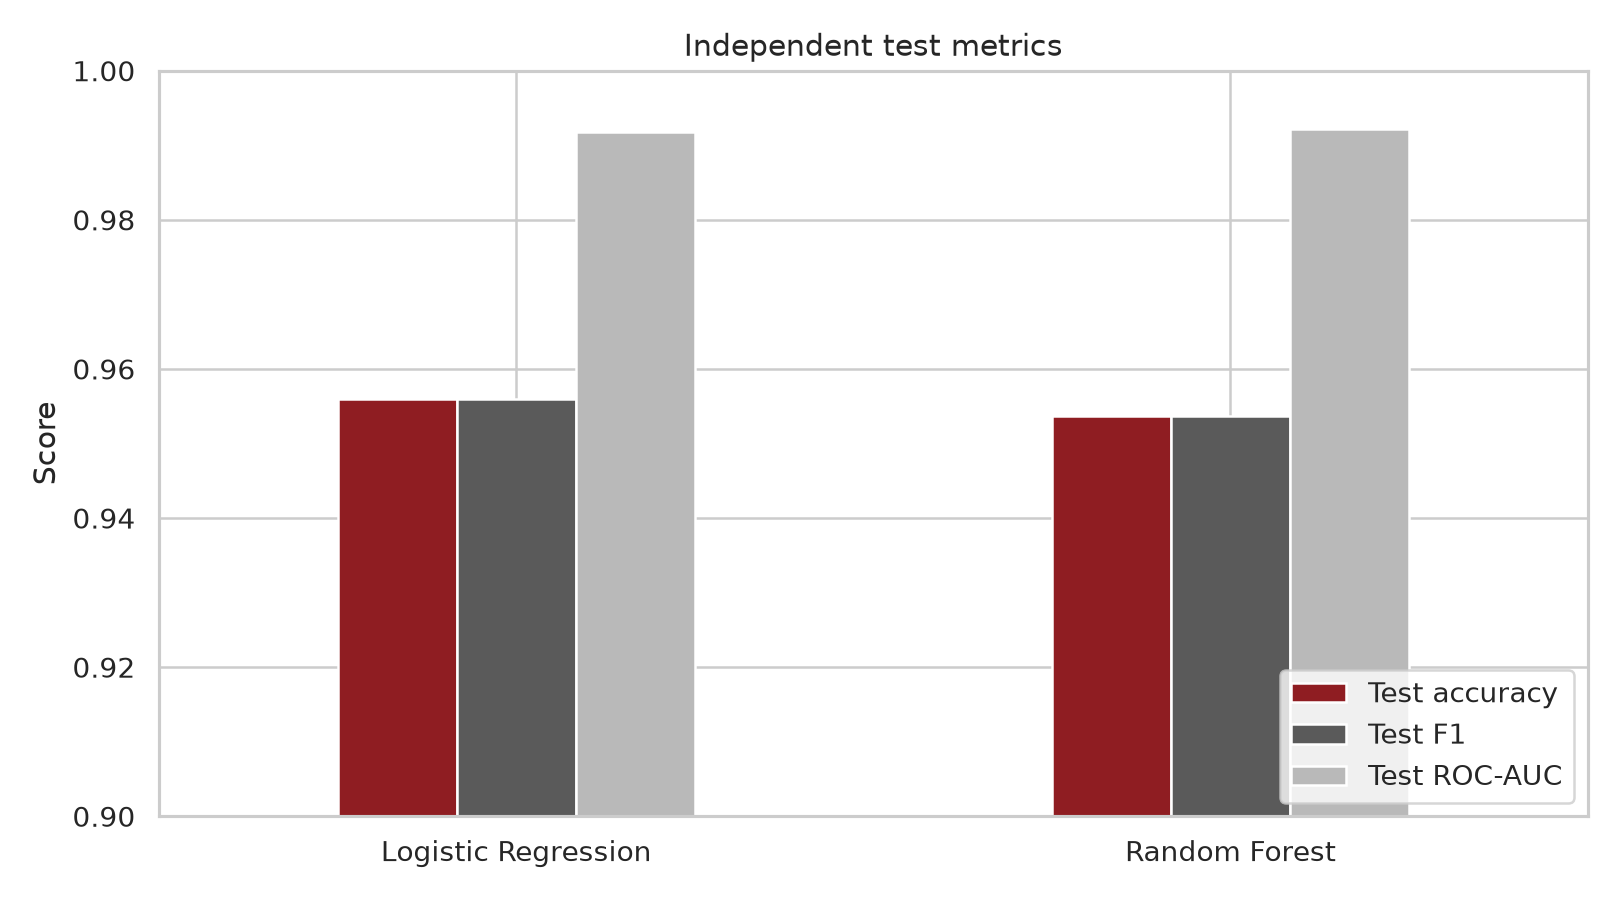 Independent test metrics
1.00
0.98
0.96
0.94
0.92
0.90
Score
Logistic Regression
Random Forest
Test accuracy
Test F1
Test ROC-AUC